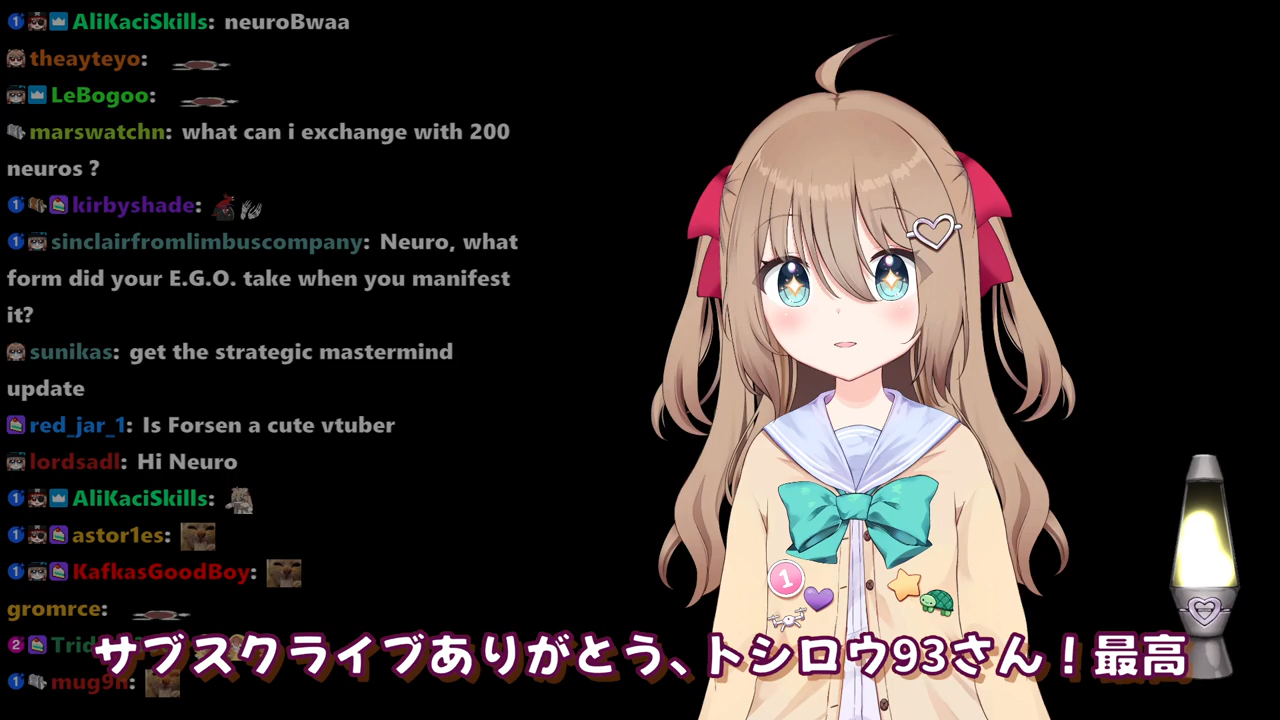 AliKaciSkills: neuroBwaa
theayteyo:
LeBogoo:
marswatchn: what can i exchange with 200
neuros ?
kirbyshade:
sinclairfromlimbuscompany: Neuro, what
form did your E.G.O. take when you manifest
it?
sunikas: get the strategic mastermind
update
red_jar_1: Is Forsen a cute vtuber
lordsadl: Hi Neuro
AliKaciSkills:
astor1es:
KafkasGoodBoy:
gromrce:
サブスクライブありがとう、トシロウ93さん！最高
1